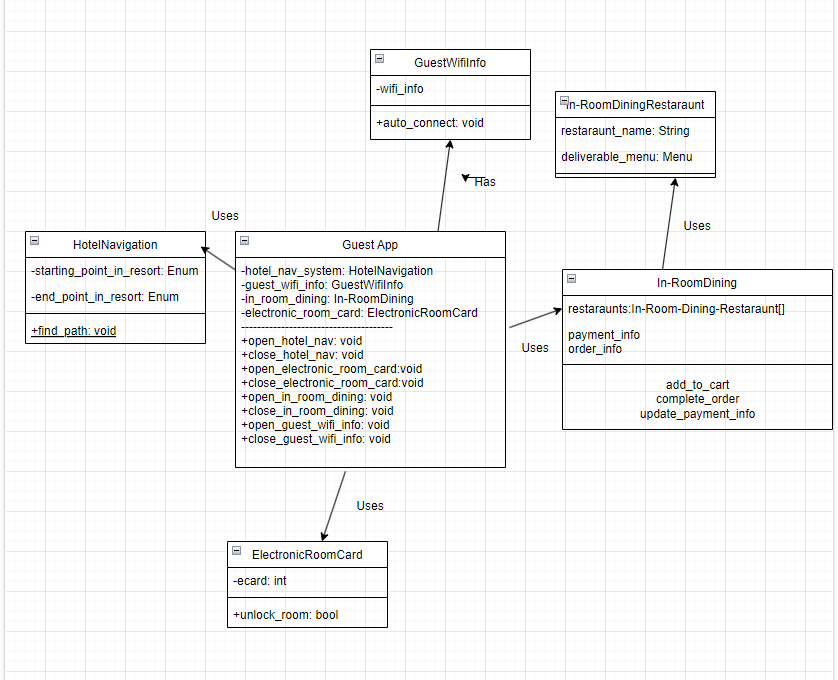 GuestWifiInfo
-wifi_info
+auto_connect: void
In-RoomDiningRestaraunt
restaraunt_name: String
deliverable_menu: Menu
Has
Uses
Uses
HotelNavigation
-starting_point_in_resort: Enum
-end_point_in_resort: Enum
+find_path: void
Guest App
-hotel_nav_system: HotelNavigation
-guest_wifi_info: GuestWifiInfo
-in_room_dining: In-RoomDining
-electronic_room_card: ElectronicRoomCard
----------------------------------------
+open_hotel_nav: void
+close_hotel_nav: void
+open_electronic_room_card:void
+close_electronic_room_card:void
+open_in_room_dining: void
+close_in_room_dining: void
+open_guest_wifi_info: void
+close_guest_wifi_info: void
Uses
In-RoomDining
restaraunts:In-Room-Dining-Restaraunt[]
payment_info
order_info
add_to_cart
complete_order
update_payment_info
Uses
ElectronicRoomCard
-ecard: int
+unlock_room: bool